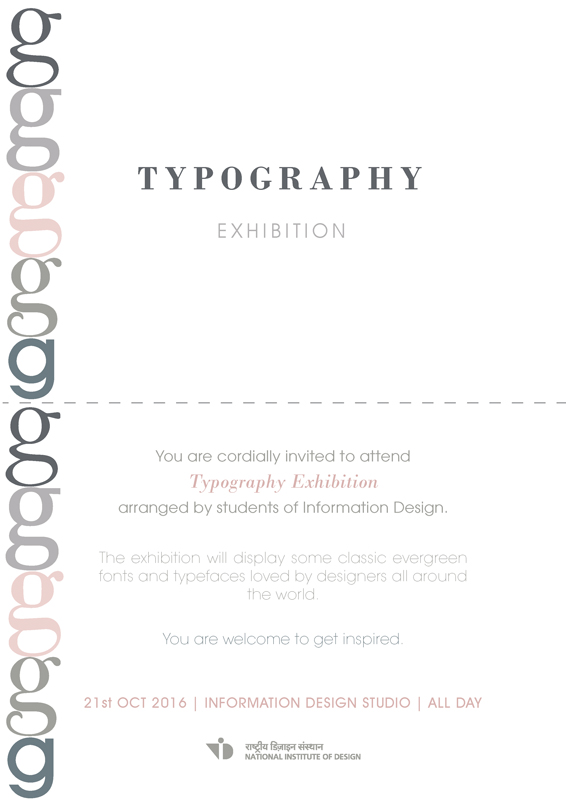 g
g
g
g
g
TYPOGRAPHY
EXHIBITION
g
g
g
g
g
You are cordially invited to attend
Typography Exhibition
arranged by students of Information Design.
The exhibition will display some classic evergreen
fonts and typefaces loved by designers all around
the world.
You are welcome to get inspired.
21st OCT 2016 | INFORMATION DESIGN STUDIO | ALL DAY
राष्ट्रीय डिज़ाइन संस्थान
NATIONAL INSTITUTE OF DESIGN